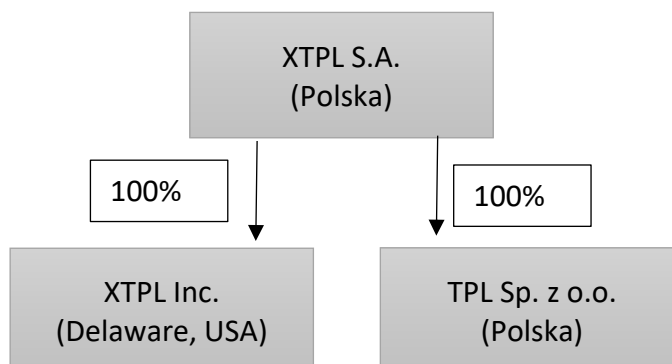 XTPL S.A.
(Polska)
100%
100%
XTPL Inc.
(Delaware, USA)
TPL Sp. z o.o.
(Polska)